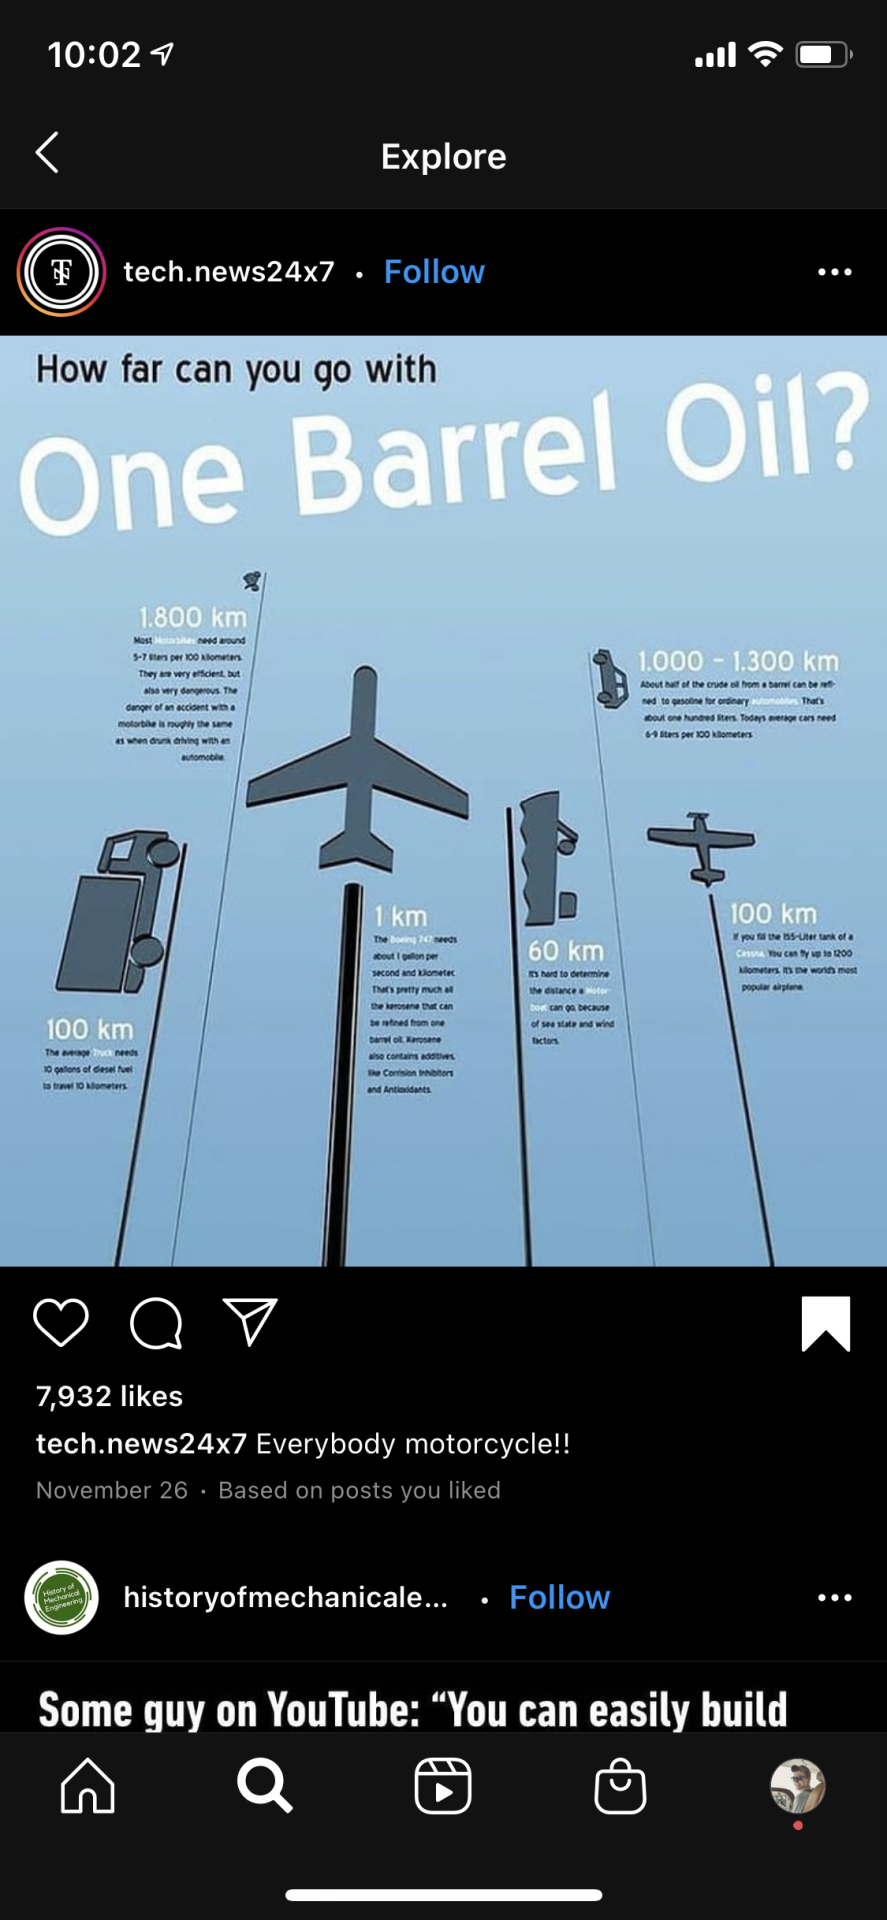 10:02
Explore
tech.news24x7 · Follow
How far can you go with
One Barrel Oil?
1.800 km
Most Motorbikes need around
5-7 liters per 100 kilometers.
They are very efficient, but
also very dangerous. The
danger of an accident with a
motorbike is roughly the same
as when drunk driving with an
automobile.
1.000 - 1.300 km
About half of the crude oil from a barrel can be refi-
ned to gasoline for ordinary automobiles. That's
about one hundred liters. Todays average cars need
6-9 liters per 100 kilometers
1 km
The Boeing 747 needs
about 1 gallon per
second and kilometer.
That's pretty much all
the kerosene that can
be refined from one
barrel oil. Kerosene
also contains additives,
like Corrision Inhibitors
and Antioxidants.
60 km
It's hard to determine
the distance a Motor-
boat can go, because
of sea state and wind
factors.
100 km
If you fill the 155-Liter tank of a
Cessna, You can fly up to 1200
kilometers. It's the world's most
popular airplane.
100 km
The average Truck needs
10 gallons of diesel fuel
to travel 10 kilometers.
7,932 likes
tech.news24x7 Everybody motorcycle!!
November 26 · Based on posts you liked
History of
Mechanical
Engineering
historyofmechanicale... · Follow
Some guy on YouTube: “You can easily build